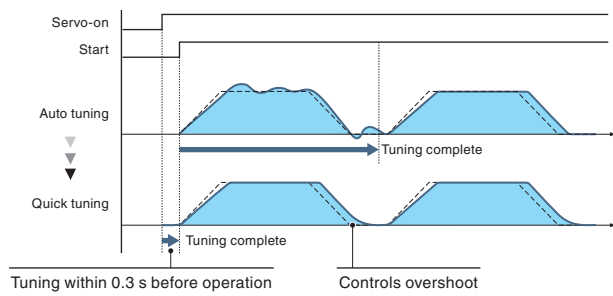 Servo-on
Start
Auto tuning
Tuning complete
Quick tuning
Tuning complete
Tuning within 0.3 s before operation
Controls overshoot